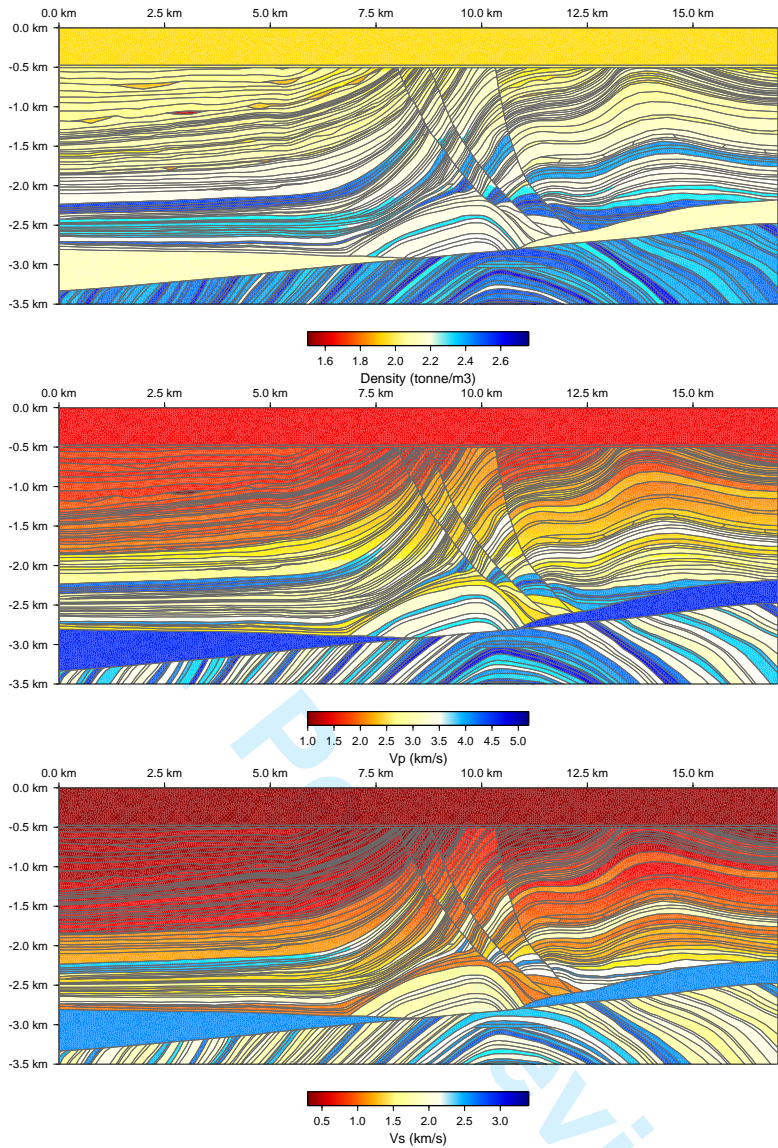 0.0 km 2.5 km 5.0 km 7.5 km 10.0 km 12.5 km 15.0 km
0.0 km
-0.5 km
-1.0 km
-1.5 km
-2.0 km
-2.5 km
-3.0 km
-3.5 km
1.6 1.8 2.0 2.2 2.4 2.6
Density (tonne/m3)
0.0 km 2.5 km 5.0 km 7.5 km 10.0 km 12.5 km 15.0 km
0.0 km
-0.5 km
-1.0 km
-1.5 km
-2.0 km
-2.5 km
-3.0 km
-3.5 km
1.0 1.5 2.0 2.5 3.0 3.5 4.0 4.5 5.0
Vp (km/s)
0.0 km 2.5 km 5.0 km 7.5 km 10.0 km 12.5 km 15.0 km
0.0 km
-0.5 km
-1.0 km
-1.5 km
-2.0 km
-2.5 km
-3.0 km
-3.5 km
0.5 1.0 1.5 2.0 2.5 3.0
Vs (km/s)